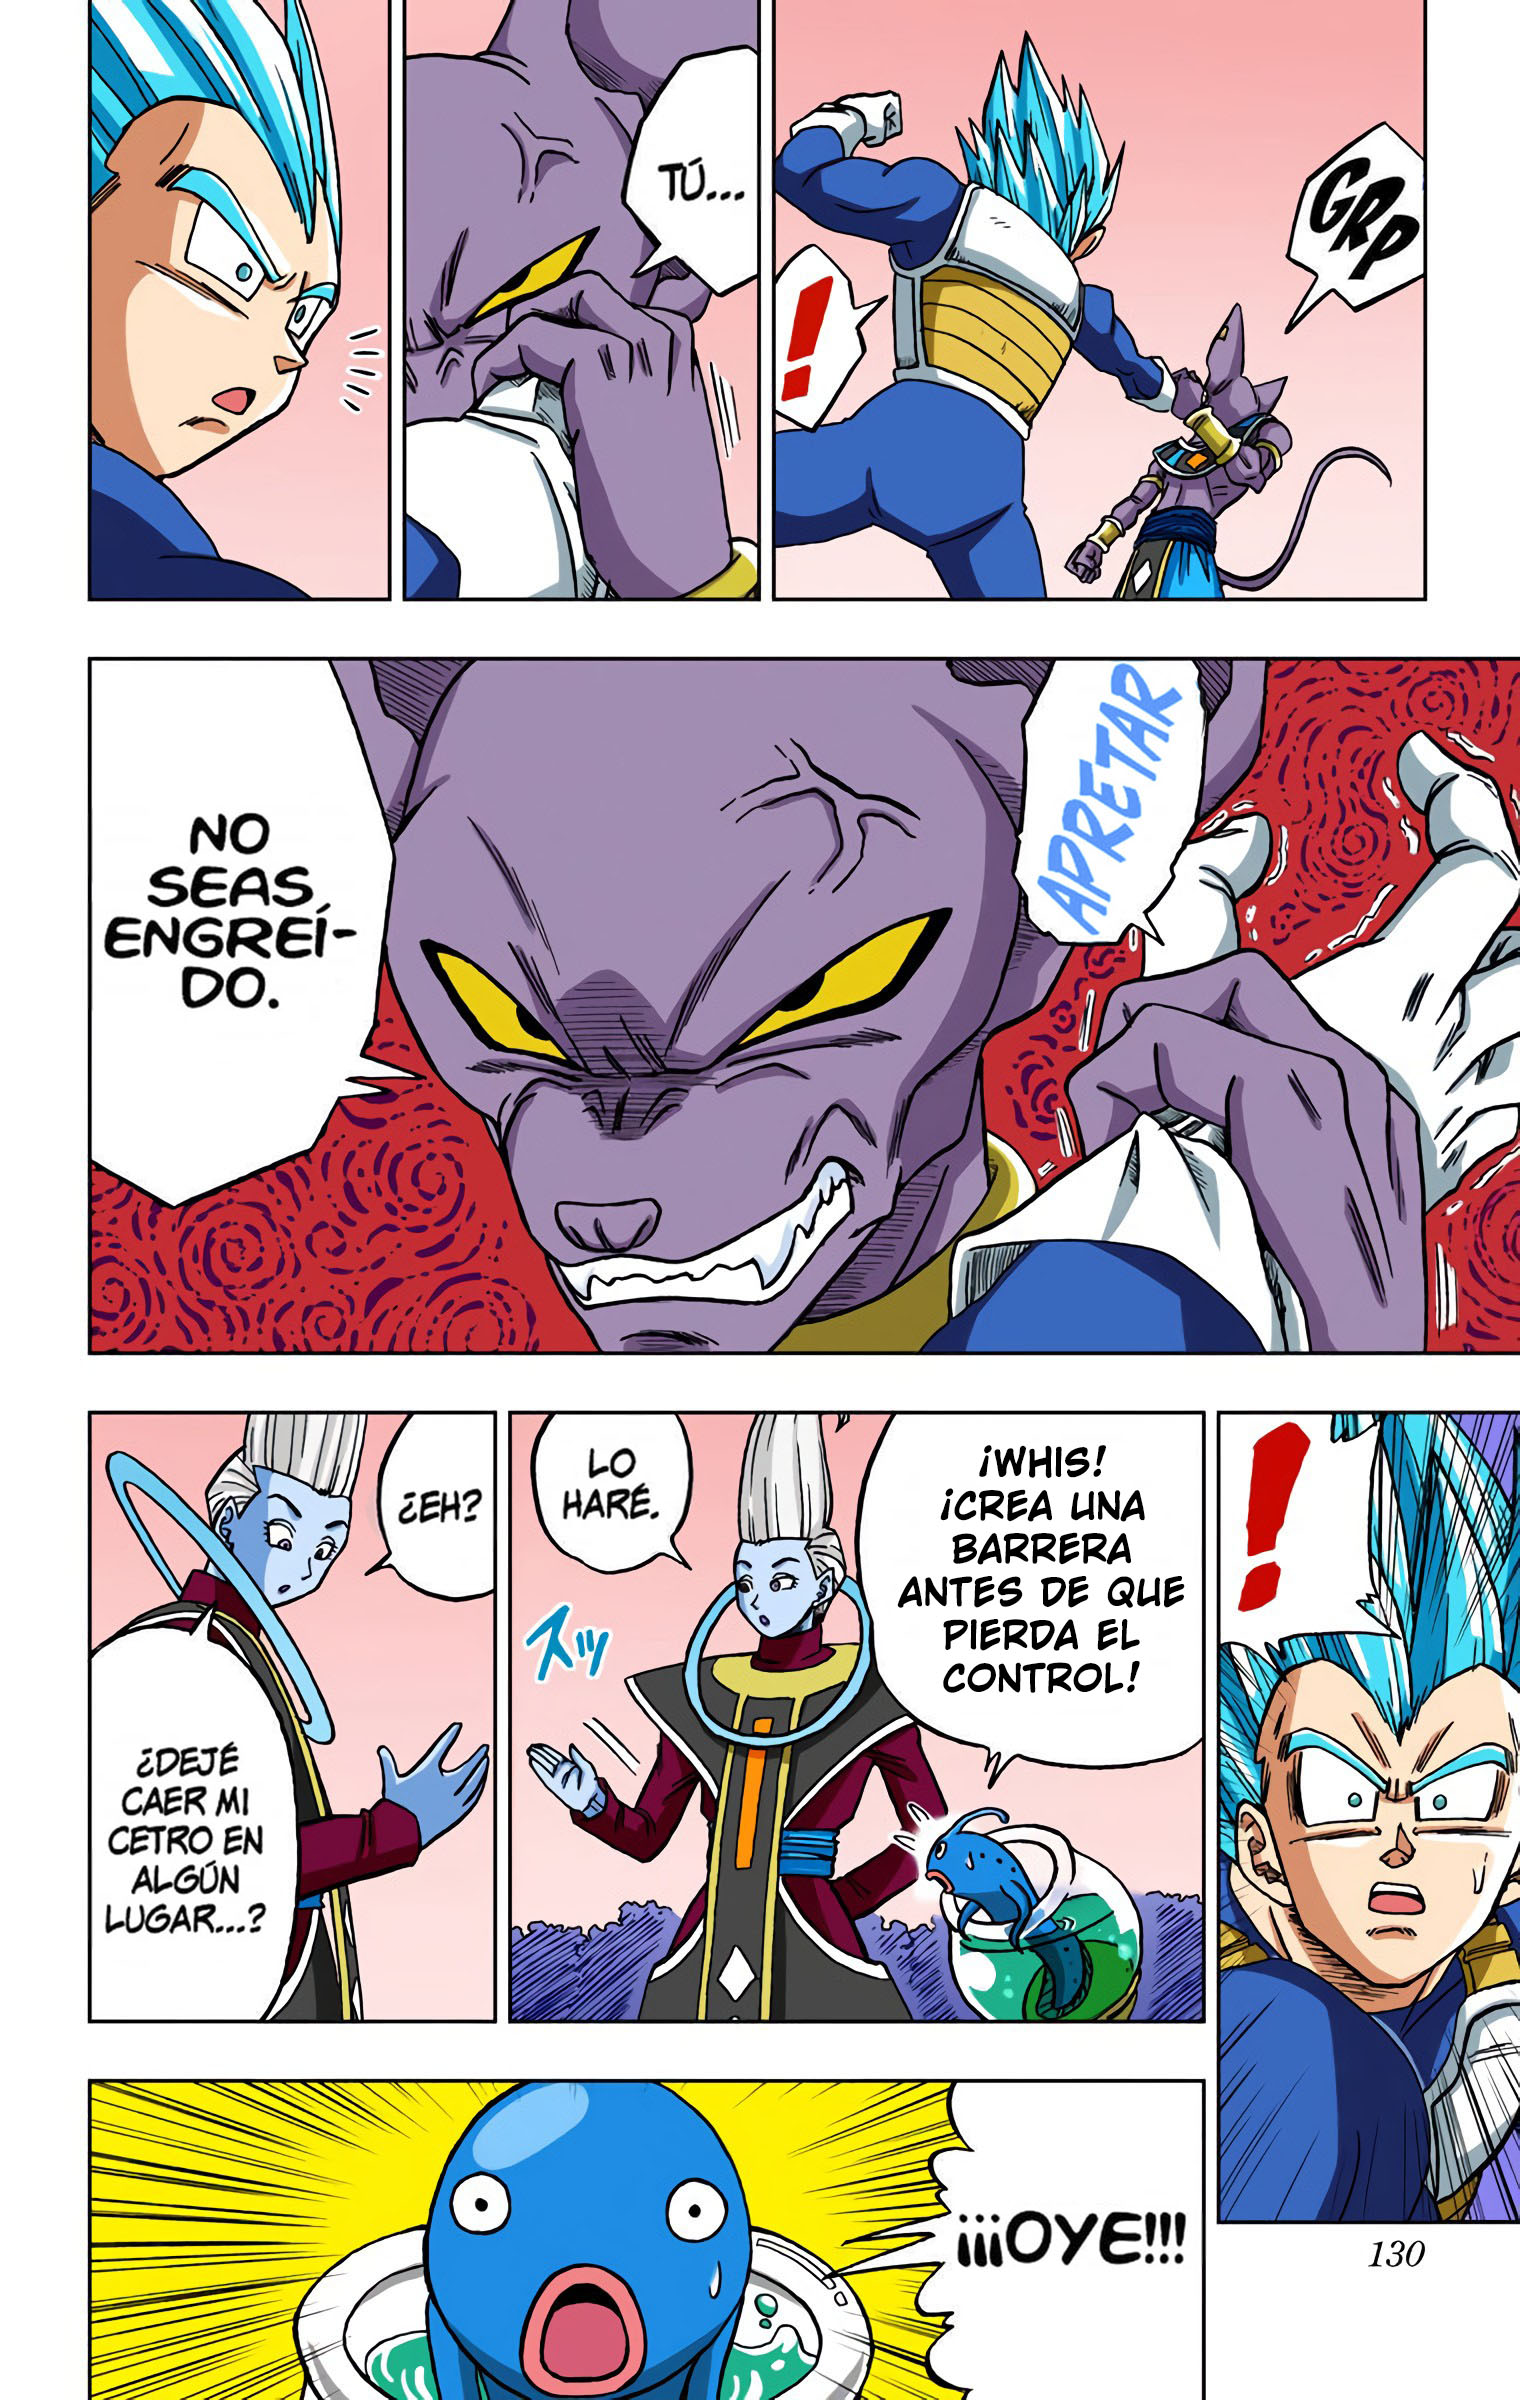 GRP
!
TÚ...
APRETAR
NO
SEAS
ENGREÍ-
DO.
!
¡WHIS!
¡CREA UNA
BARRERA
ANTES DE QUE
PIERDA EL
CONTROL!
LO
HARÉ.
スッ
¿EH?
¿DEJÉ
CAER MI
CETRO EN
ALGÚN
LUGAR...?
¡¡¡OYE!!!
130